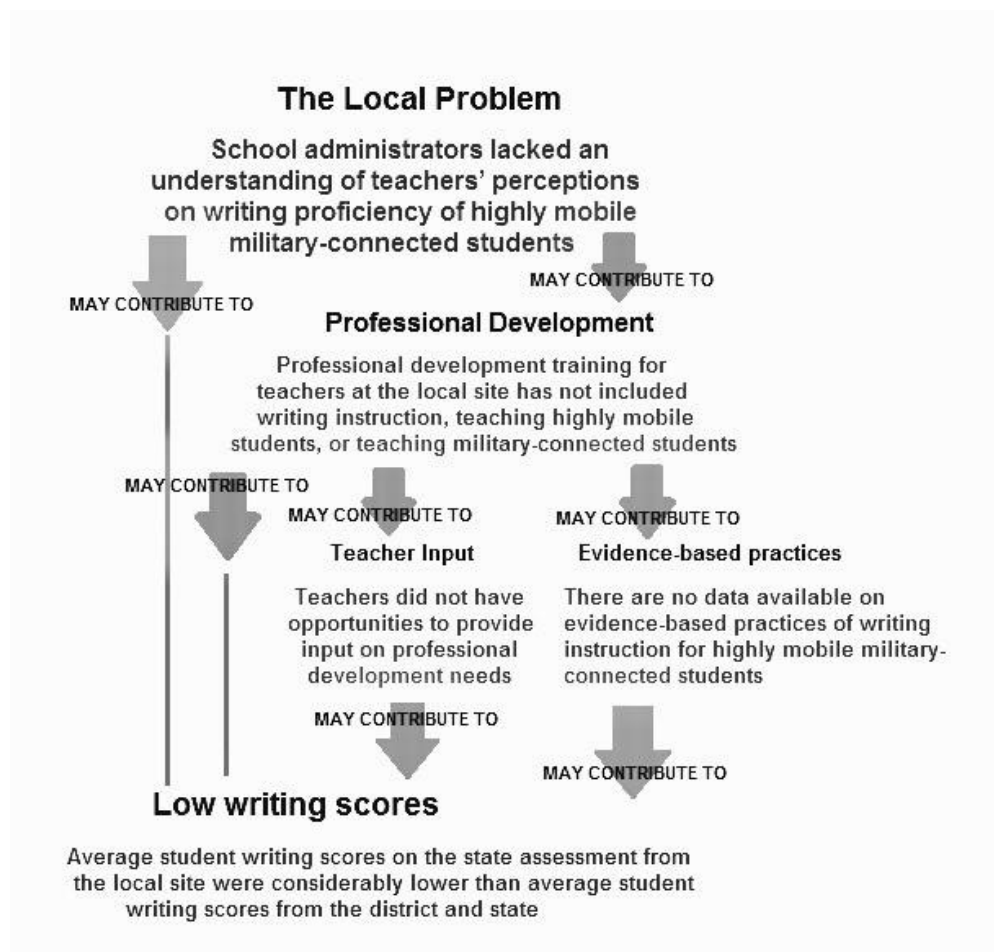 The Local Problem
School administrators lacked an
understanding of teachers’ perceptions
on writing proficiency of highly mobile
military-connected students
MAY CONTRIBUTE TO
MAY CONTRIBUTE TO
Professional Development
Professional development training for
teachers at the local site has not included
writing instruction, teaching highly mobile
students, or teaching military-connected students
MAY CONTRIBUTE TO
MAY CONTRIBUTE TO
MAY CONTRIBUTE TO
Teacher Input
Teachers did not have
opportunities to provide
input on professional
development needs
MAY CONTRIBUTE TO
Evidence-based practices
There are no data available on
evidence-based practices of writing
instruction for highly mobile military-
connected students
MAY CONTRIBUTE TO
Low writing scores
Average student writing scores on the state assessment from
the local site were considerably lower than average student
writing scores from the district and state